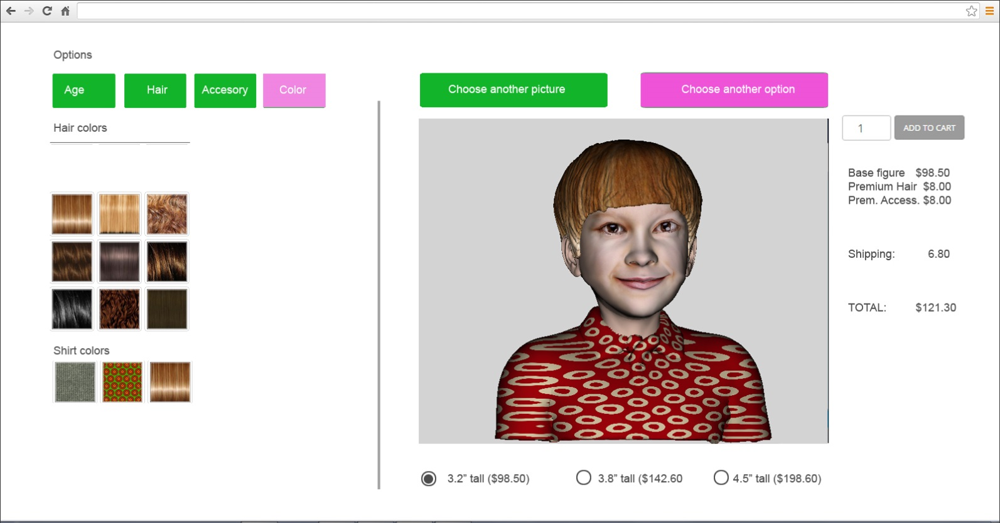 Options
Age
Hair
Accesory
Color
Hair colors
Shirt colors
Choose another picture
Choose another option
1
ADD TO CART
Base figure $98.50
Premium Hair $8.00
Prem. Access. $8.00
Shipping: 6.80
TOTAL: $121.30
3.2” tall ($98.50)
3.8” tall ($142.60
4.5” tall ($198.60)